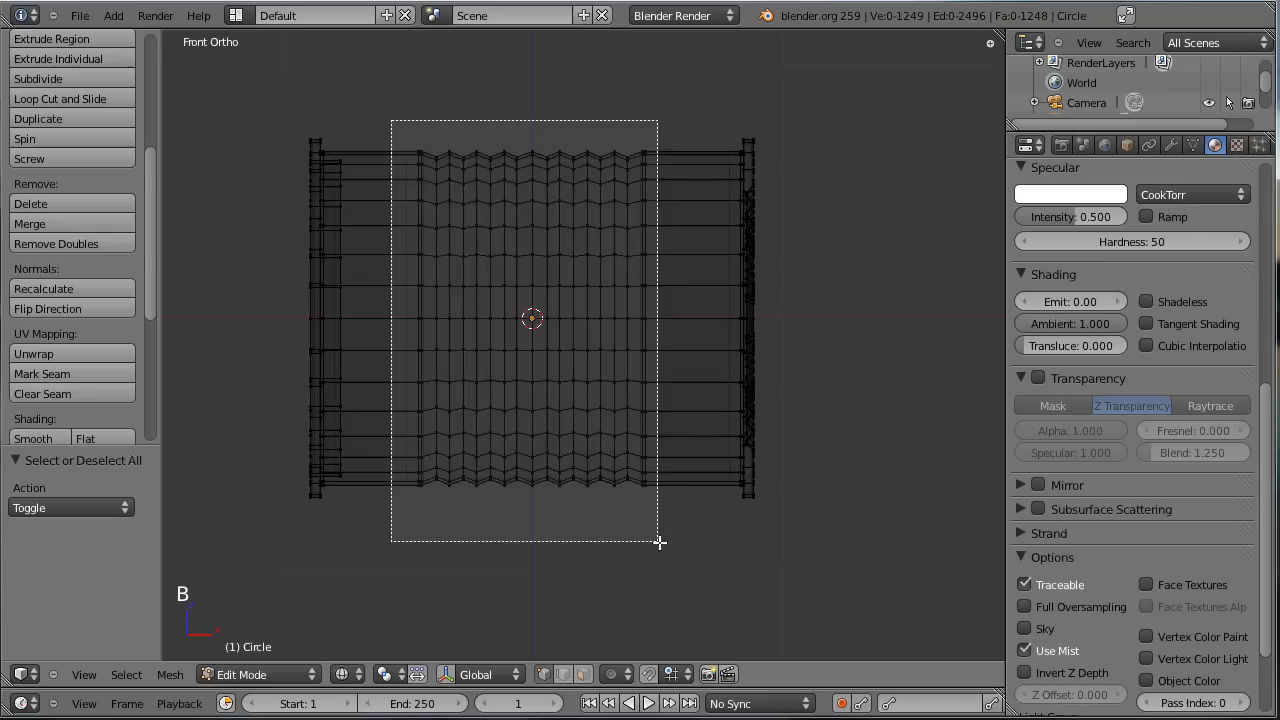 File Add Render Help Default Scene Blender Render blender.org 259 | Ve:0-1249 | Ed:0-2496 | Fa:0-1248 | Circle
Extrude Region
Extrude Individual
Subdivide
Loop Cut and Slide
Duplicate
Spin
Screw
Remove:
Delete
Merge
Remove Doubles
Normals:
Recalculate
Flip Direction
UV Mapping:
Unwrap
Mark Seam
Clear Seam
Shading:
Smooth Flat
Select or Deselect All
Action
Toggle
Front Ortho
B
x
(1) Circle
View Select Mesh Edit Mode Global
View Frame Playback Start: 1 End: 250 1 No Sync
View Search All Scenes
RenderLayers
World
Camera
Specular
CookTorr
Intensity: 0.500 Ramp
Hardness: 50
Shading
Emit: 0.00 Shadeless
Ambient: 1.000 Tangent Shading
Transluce: 0.000 Cubic Interpolatio
Transparency
Mask Z Transparency Raytrace
Alpha: 1.000 Fresnel: 0.000
Specular: 1.000 Blend: 1.250
Mirror
Subsurface Scattering
Strand
Options
Traceable Face Textures
Full Oversampling Face Textures Alp
Sky Vertex Color Paint
Use Mist Vertex Color Light
Invert Z Depth Object Color
Z Offset: 0.000 Pass Index: 0